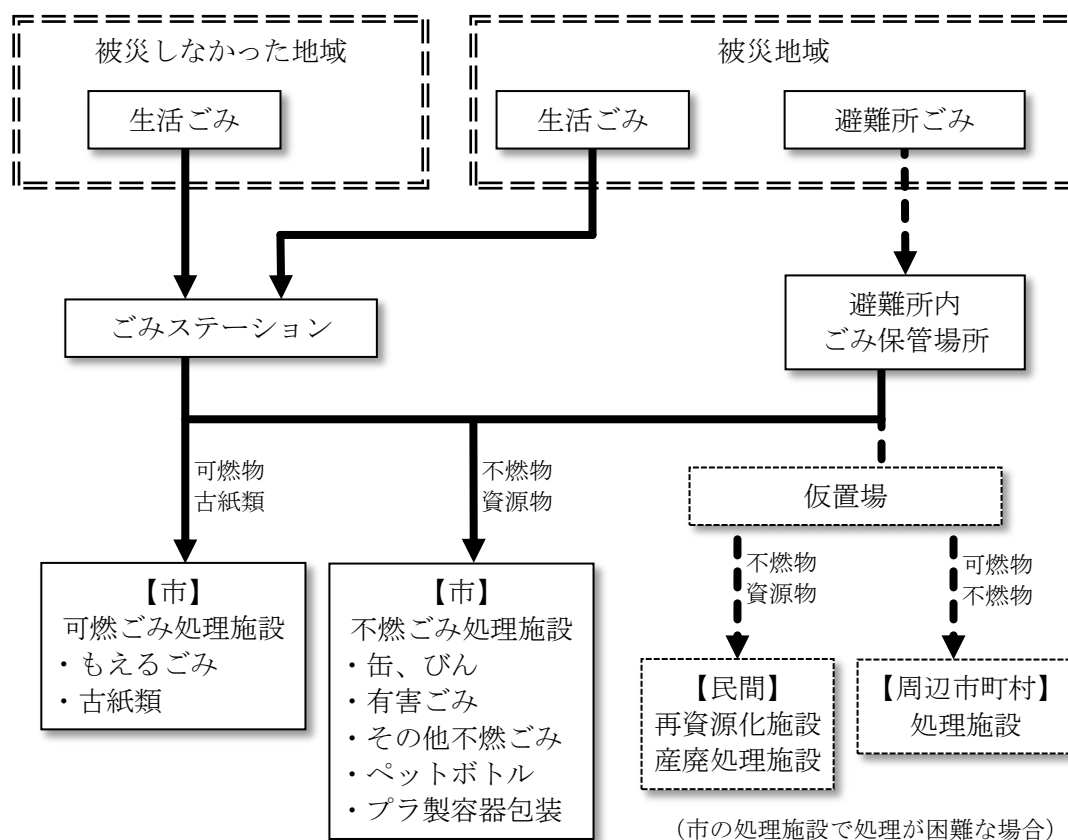 被災しなかった地域
被災地域
生活ごみ
生活ごみ
避難所ごみ
ごみステーション
避難所内
ごみ保管場所
可燃物
古紙類
不燃物
資源物
仮置場
不燃物
資源物
可燃物
不燃物
【市】
可燃ごみ処理施設
・もえるごみ
・古紙類
【市】
不燃ごみ処理施設
・缶、びん
・有害ごみ
・その他不燃ごみ
・ペットボトル
・プラ製容器包装
【民間】
再資源化施設
産廃処理施設
【周辺市町村】
処理施設
（市の処理施設で処理が困難な場合）